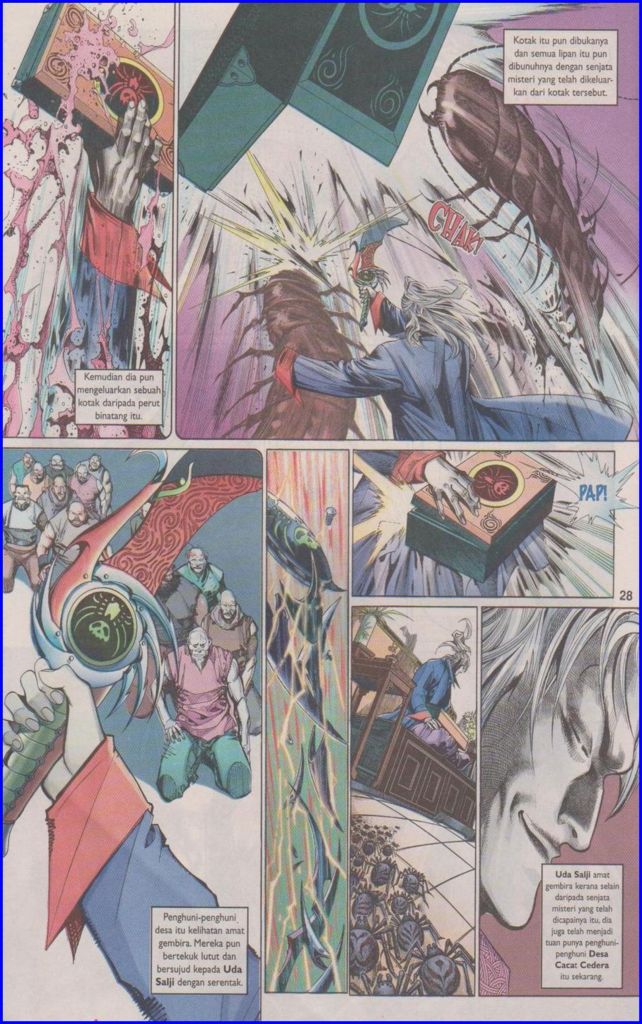 Kemudian dia pun
mengeluarkan sebuah
kotak daripada perut
binatang itu.
Kotak itu pun dibukanya
dan semua lipan itu pun
dibunuhnya dengan senjata
misteri yang telah dikeluar-
kan dari kotak tersebut.
CHAK!
Penghuni-penghuni
desa itu kelihatan amat
gembira. Mereka pun
bertekuk lutut dan
bersujud kepada Uda
Salji dengan serentak.
PAP!
28
Uda Salji amat
gembira kerana selain
daripada senjata
misteri yang telah
dicapainya itu, dia
juga telah menjadi
tuan punya penghuni-
penghuni Desa
Cacat Cedera
itu sekarang.